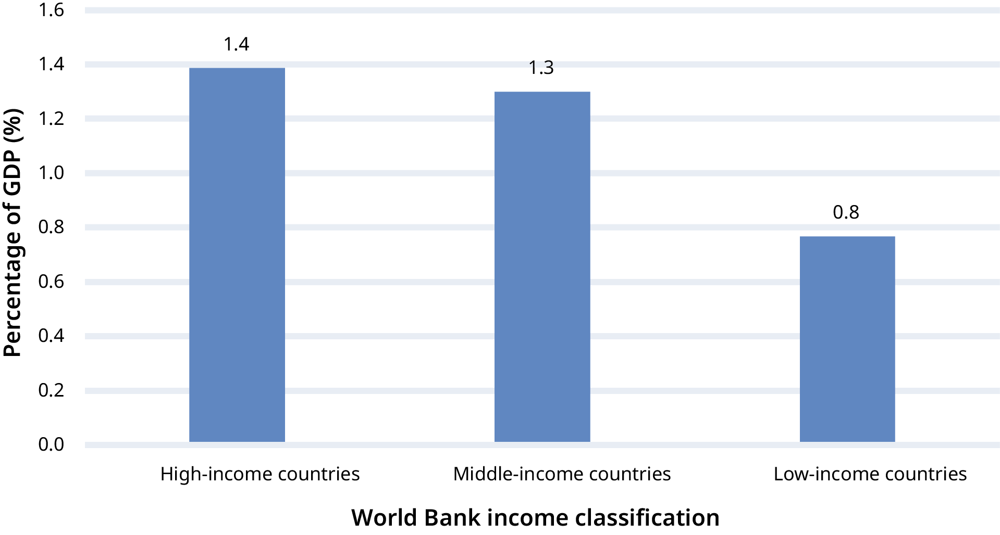 Percentage of GDP (%)
1.6
1.4
1.2
1.0
0.8
0.6
0.4
0.2
0.0
1.4
1.3
0.8
High-income countries
Middle-income countries
Low-income countries
World Bank income classification